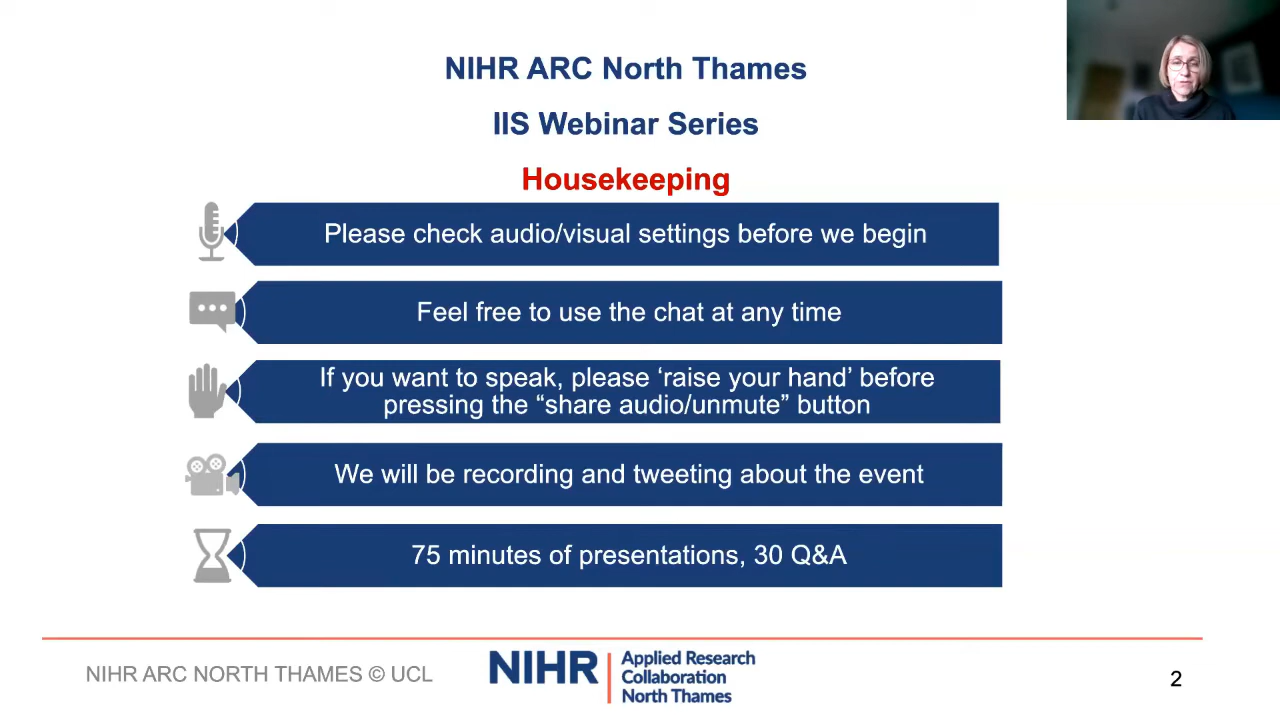 NIHR ARC North Thames
IIS Webinar Series
Housekeeping
Please check audio/visual settings before we begin
Feel free to use the chat at any time
If you want to speak, please ‘raise your hand’ before
pressing the “share audio/unmute” button
We will be recording and tweeting about the event
75 minutes of presentations, 30 Q&A
NIHR ARC NORTH THAMES © UCL
NIHR
Applied Research
Collaboration
North Thames
2